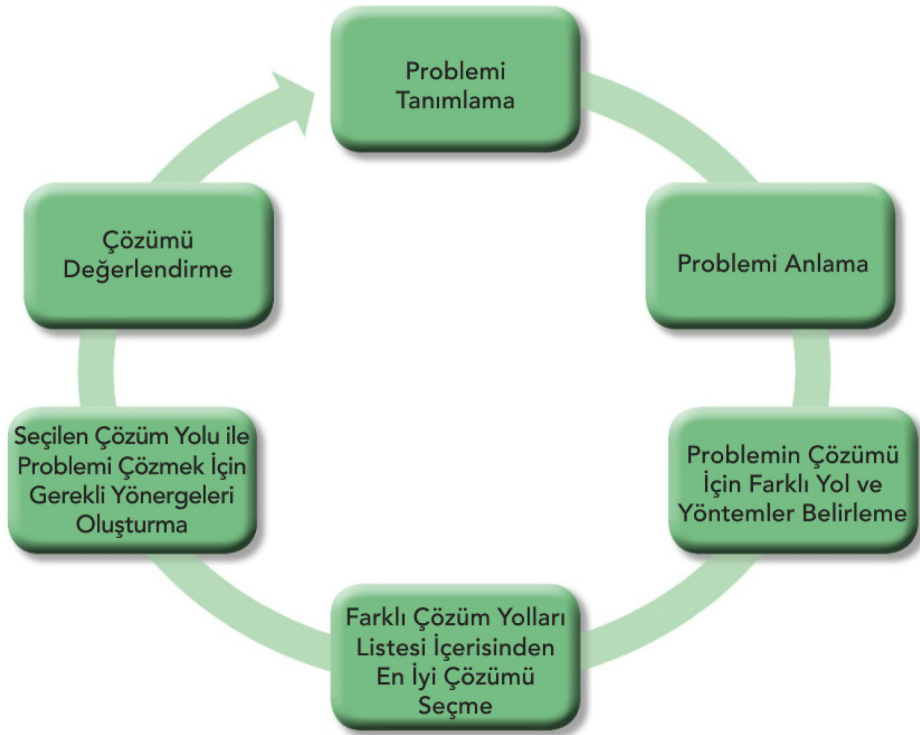 Problemi
Tanımlama
Problemi Anlama
Problemin Çözümü
İçin Farklı Yol ve
Yöntemler Belirleme
Farklı Çözüm Yolları
Listesi İçerisinden
En İyi Çözümü
Seçme
Seçilen Çözüm Yolu ile
Problemi Çözmek İçin
Gerekli Yönergeleri
Oluşturma
Çözümü
Değerlendirme